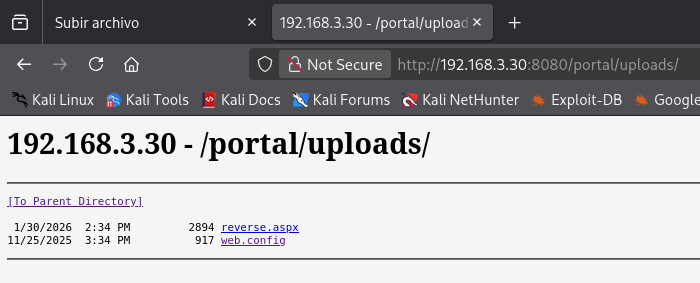 Subir archivo
192.168.3.30 - /portal/upload
Not Secure http://192.168.3.30:8080/portal/uploads/
Kali Linux Kali Tools Kali Docs Kali Forums Kali NetHunter Exploit-DB Google
192.168.3.30 - /portal/uploads/
[To Parent Directory]
1/30/2026 2:34 PM 2894 reverse.aspx
11/25/2025 3:34 PM 917 web.config